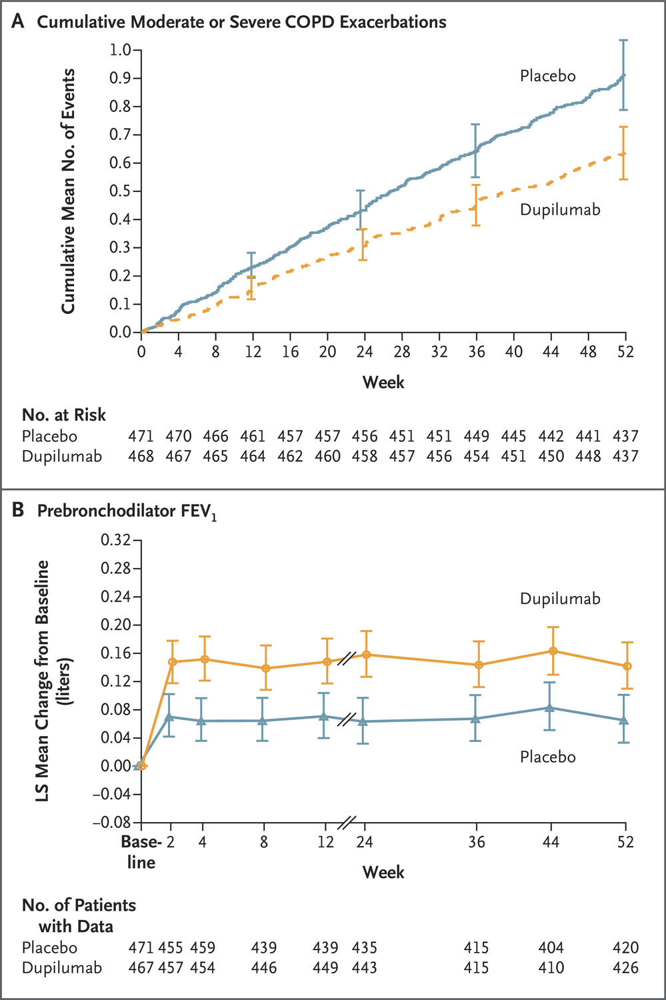 A Cumulative Moderate or Severe COPD Exacerbations
Cumulative Mean No. of Events
1.0
0.9
0.8
0.7
0.6
0.5
0.4
0.3
0.2
0.1
0.0
Placebo
Dupilumab
0 4 8 12 16 20 24 28 32 36 40 44 48 52
Week
No. at Risk
Placebo 471 470 466 461 457 457 456 451 451 449 445 442 441 437
Dupilumab 468 467 465 464 462 460 458 457 456 454 451 450 448 437
B Prebronchodilator FEV1
LS Mean Change from Baseline
(liters)
0.32
0.28
0.24
0.20
0.16
0.12
0.08
0.04
0.00
−0.04
−0.08
Dupilumab
Placebo
Base- 2 4 8 12 24 36 44 52
line
Week
No. of Patients
with Data
Placebo 471 455 459 439 439 435 415 404 420
Dupilumab 467 457 454 446 449 443 415 410 426